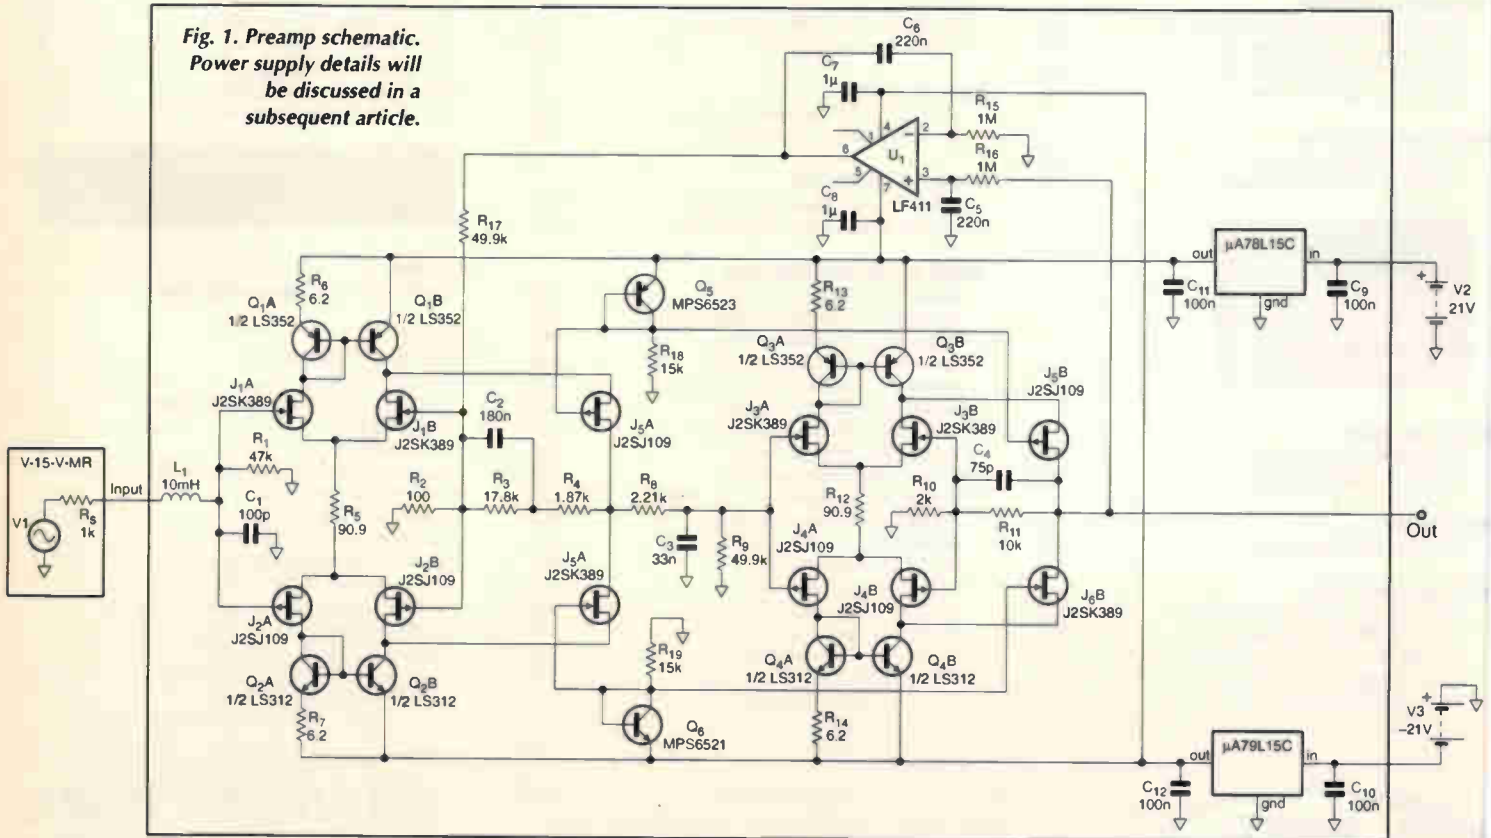 Fig. 1. Preamp schematic.
Power supply details will
be discussed in a
subsequent article.
C6
220n
C7
1µ
4
1
2
R15
1M
6
−
U1
R16
1M
5
+
3
7
LF411
C8
1µ
C5
220n
R17
49.9k
µA78L15C
out
in
gnd
C11
100n
C9
100n
+
V2
21V
R6
6.2
Q1A
1/2 LS352
Q1B
1/2 LS352
Q5
MPS6523
R18
15k
R13
6.2
Q3A
1/2 LS352
Q3B
1/2 LS352
J1A
J2SK389
J1B
J2SK389
C2
180n
J5A
J2SJ109
J3A
J2SK389
J3B
J2SK389
J5B
J2SJ109
C4
75p
V-15-V-MR
V1
RS
1k
Input
L1
10mH
R1
47k
C1
100p
R5
90.9
R2
100
R3
17.8k
R4
1.87k
R8
2.21k
C3
33n
R9
49.9k
R12
90.9
R10
2k
R11
10k
Out
J2A
J2SJ109
J2B
J2SJ109
J5A
J2SK389
J4A
J2SJ109
J4B
J2SJ109
J6B
J2SK389
Q2A
1/2 LS312
Q2B
1/2 LS312
R7
6.2
R19
15k
Q6
MPS6521
Q4A
1/2 LS312
Q4B
1/2 LS312
R14
6.2
µA79L15C
out
in
gnd
C12
100n
C10
100n
+
V3
−21V